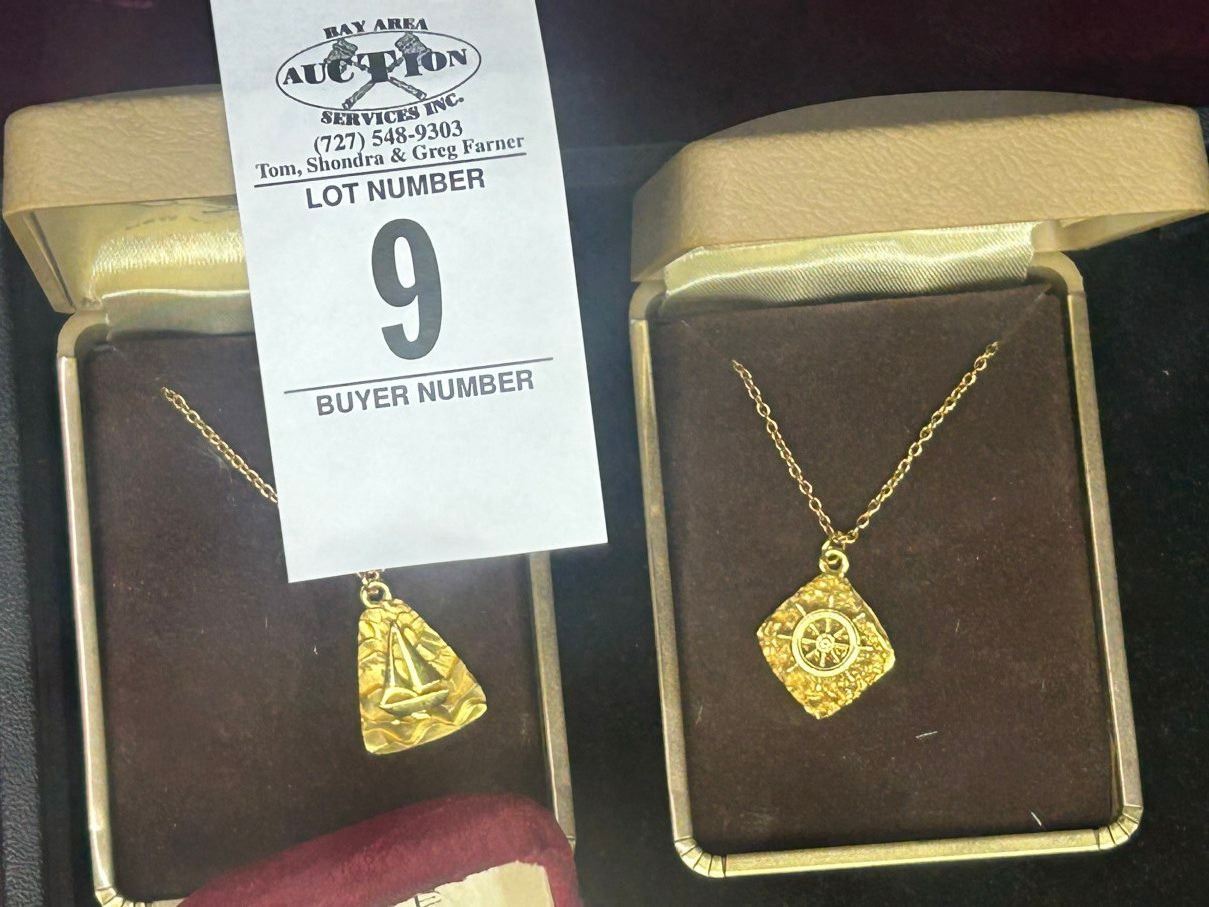 BAY AREA
AUCTION
SERVICES INC.
(727) 548-9303
Tom, Shondra & Greg Farner
LOT NUMBER
9
BUYER NUMBER
E